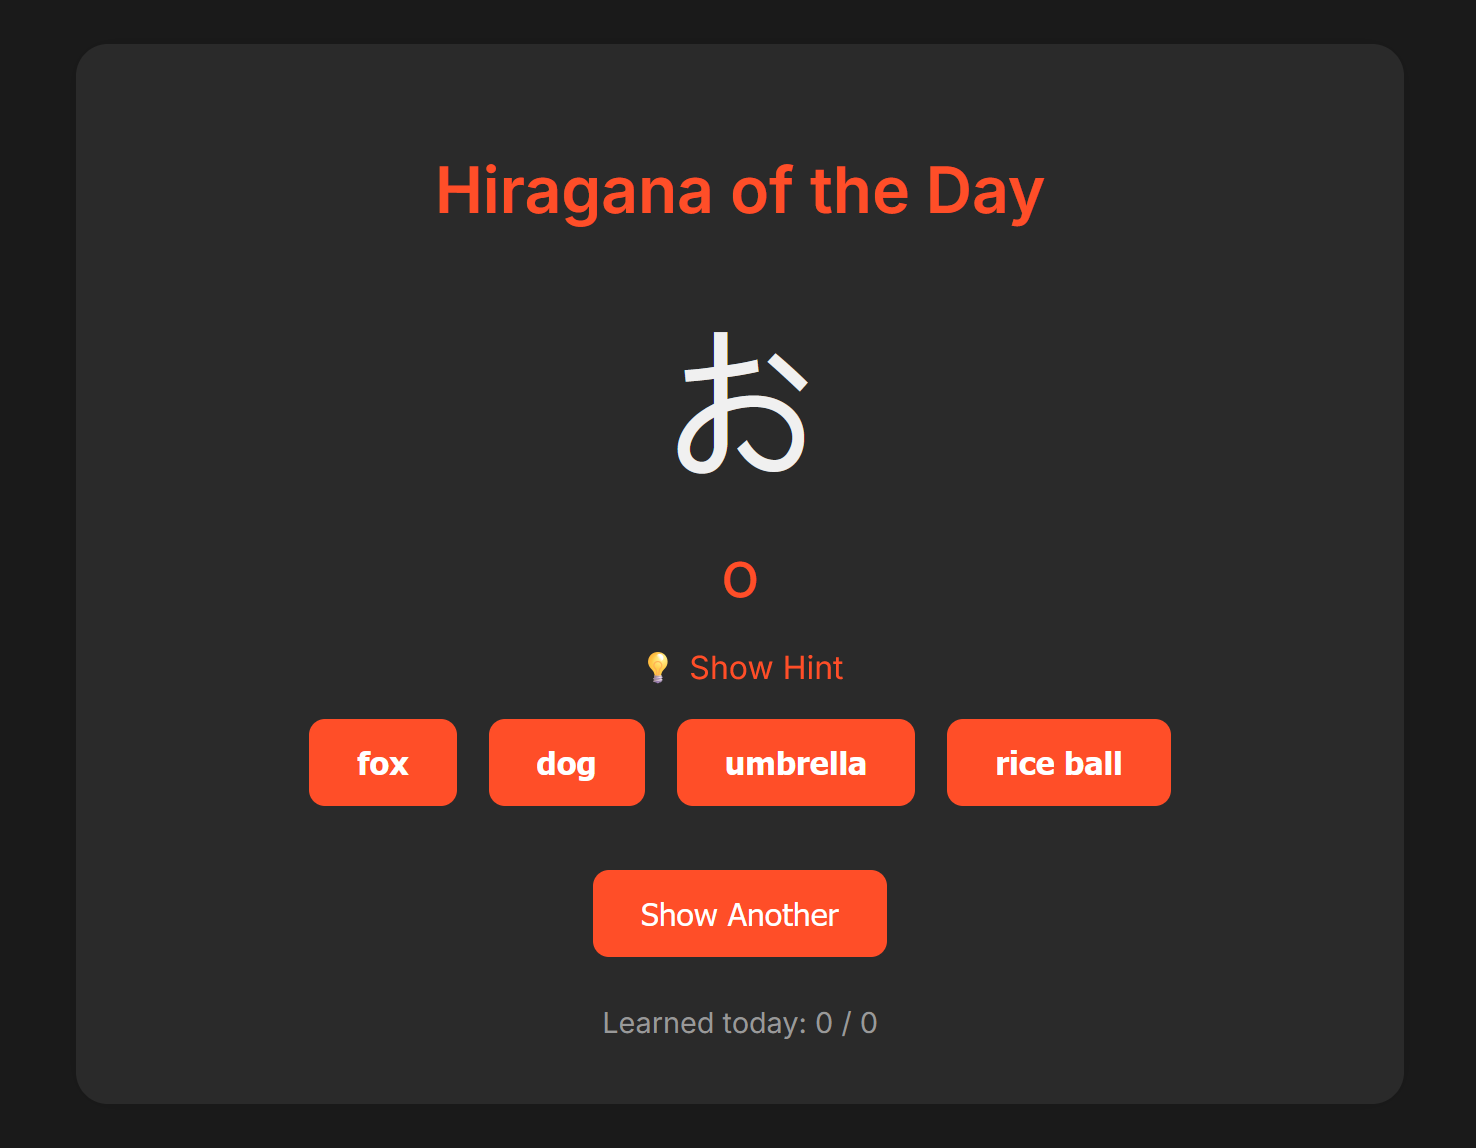 Hiragana of the Day
お
o
💡 Show Hint
fox dog umbrella rice ball
Show Another
Learned today: 0 / 0